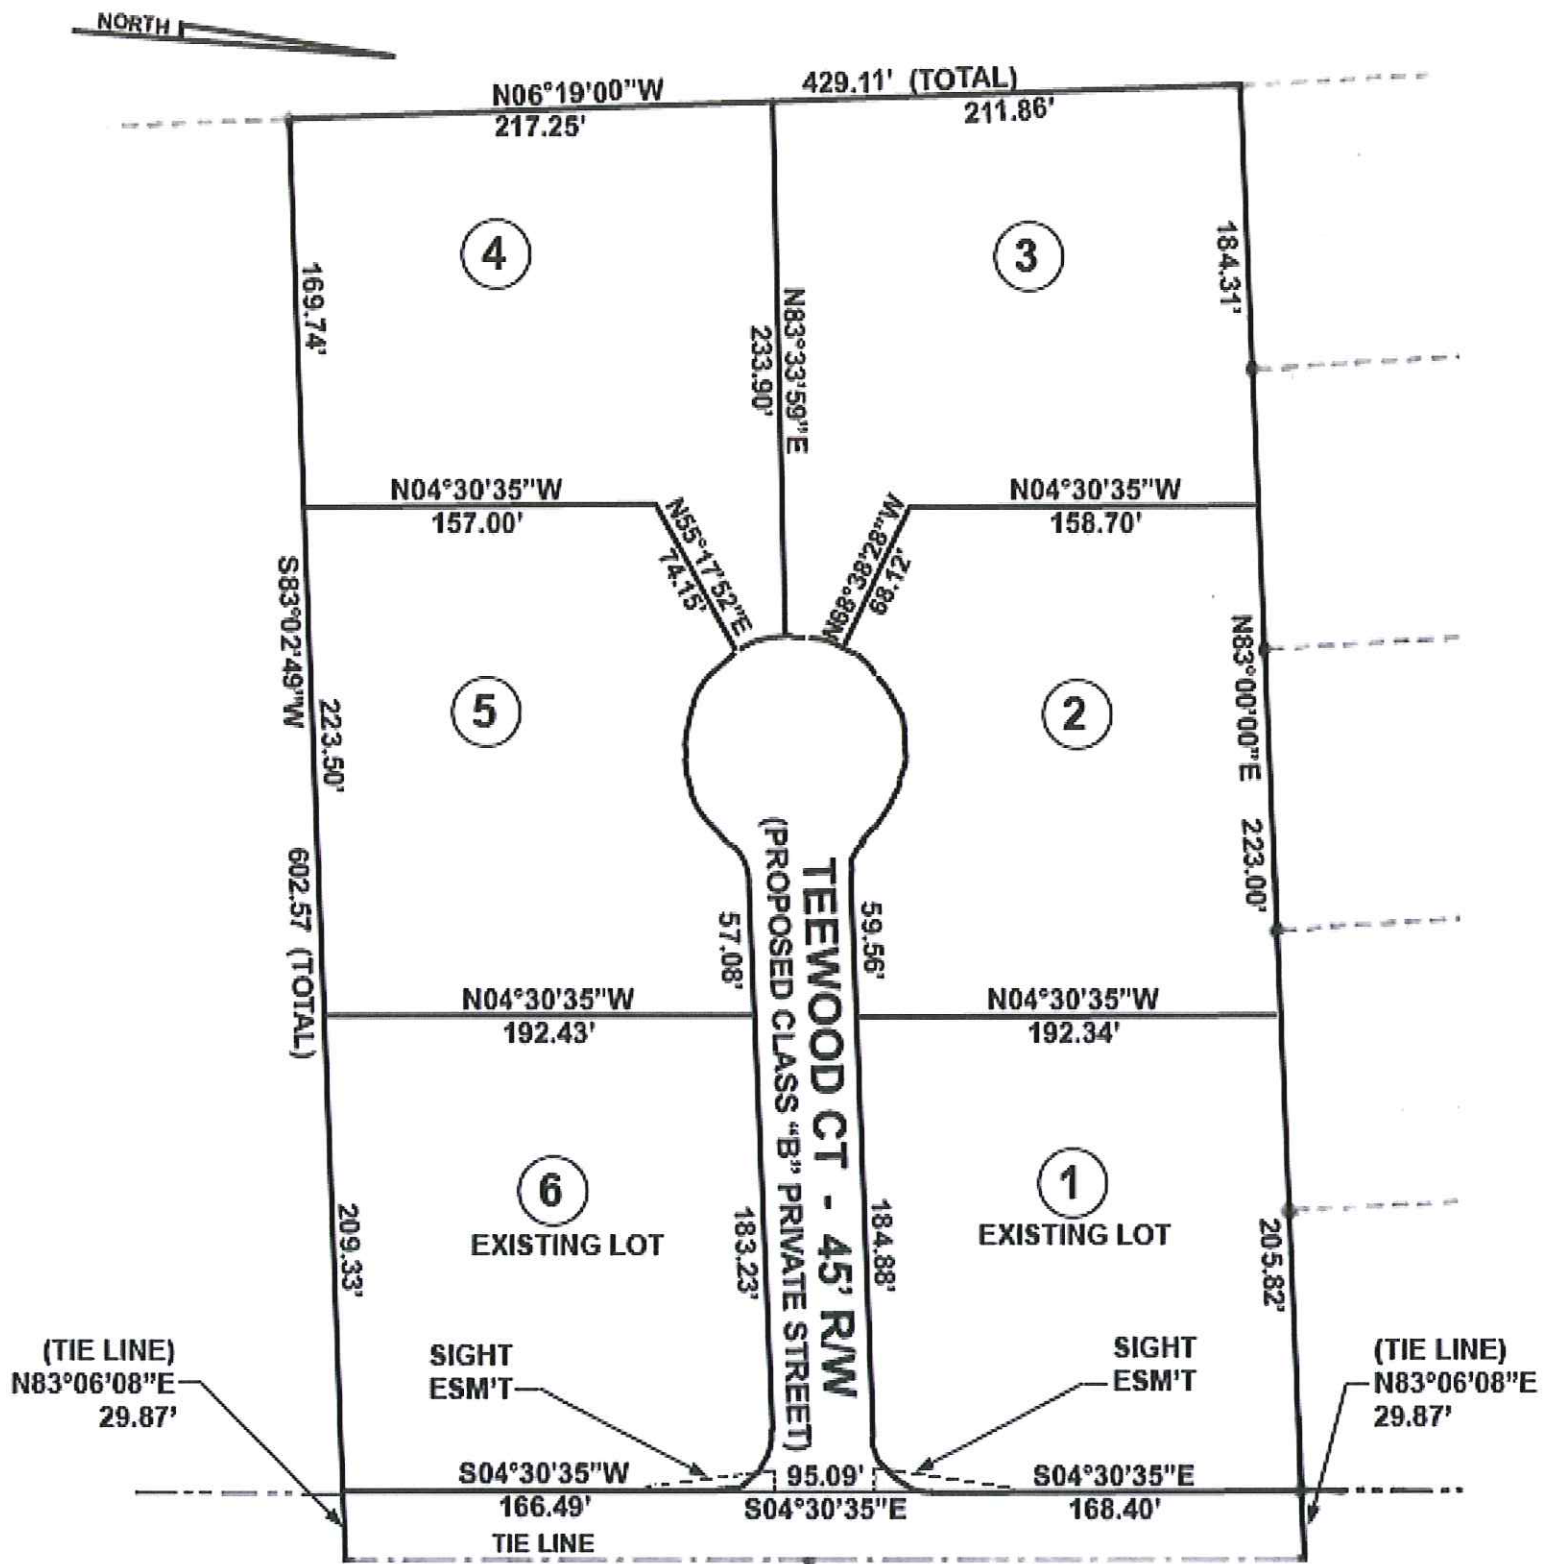 NORTH
N06°19'00"W
429.11' (TOTAL)
217.25'
211.86'
4
3
169.74'
184.31'
N83°33'59"E
233.90'
N04°30'35"W
157.00'
N04°30'35"W
158.70'
N55°17'52"E
74.15'
N68°38'28"W
68.12'
S83°02'49"W
223.50'
602.57 (TOTAL)
N83°00'00"E 223.00'
5
2
TEEWOOD CT - 45' R/W
(PROPOSED CLASS "B" PRIVATE STREET)
57.08'
59.56'
N04°30'35"W
192.43'
N04°30'35"W
192.34'
6
EXISTING LOT
1
EXISTING LOT
209.33'
183.23'
184.88'
205.82'
(TIE LINE)
N83°06'08"E
29.87'
SIGHT
ESM'T
SIGHT
ESM'T
(TIE LINE)
N83°06'08"E
29.87'
S04°30'35"W
166.49'
95.09'
S04°30'35"E
S04°30'35"E
168.40'
TIE LINE